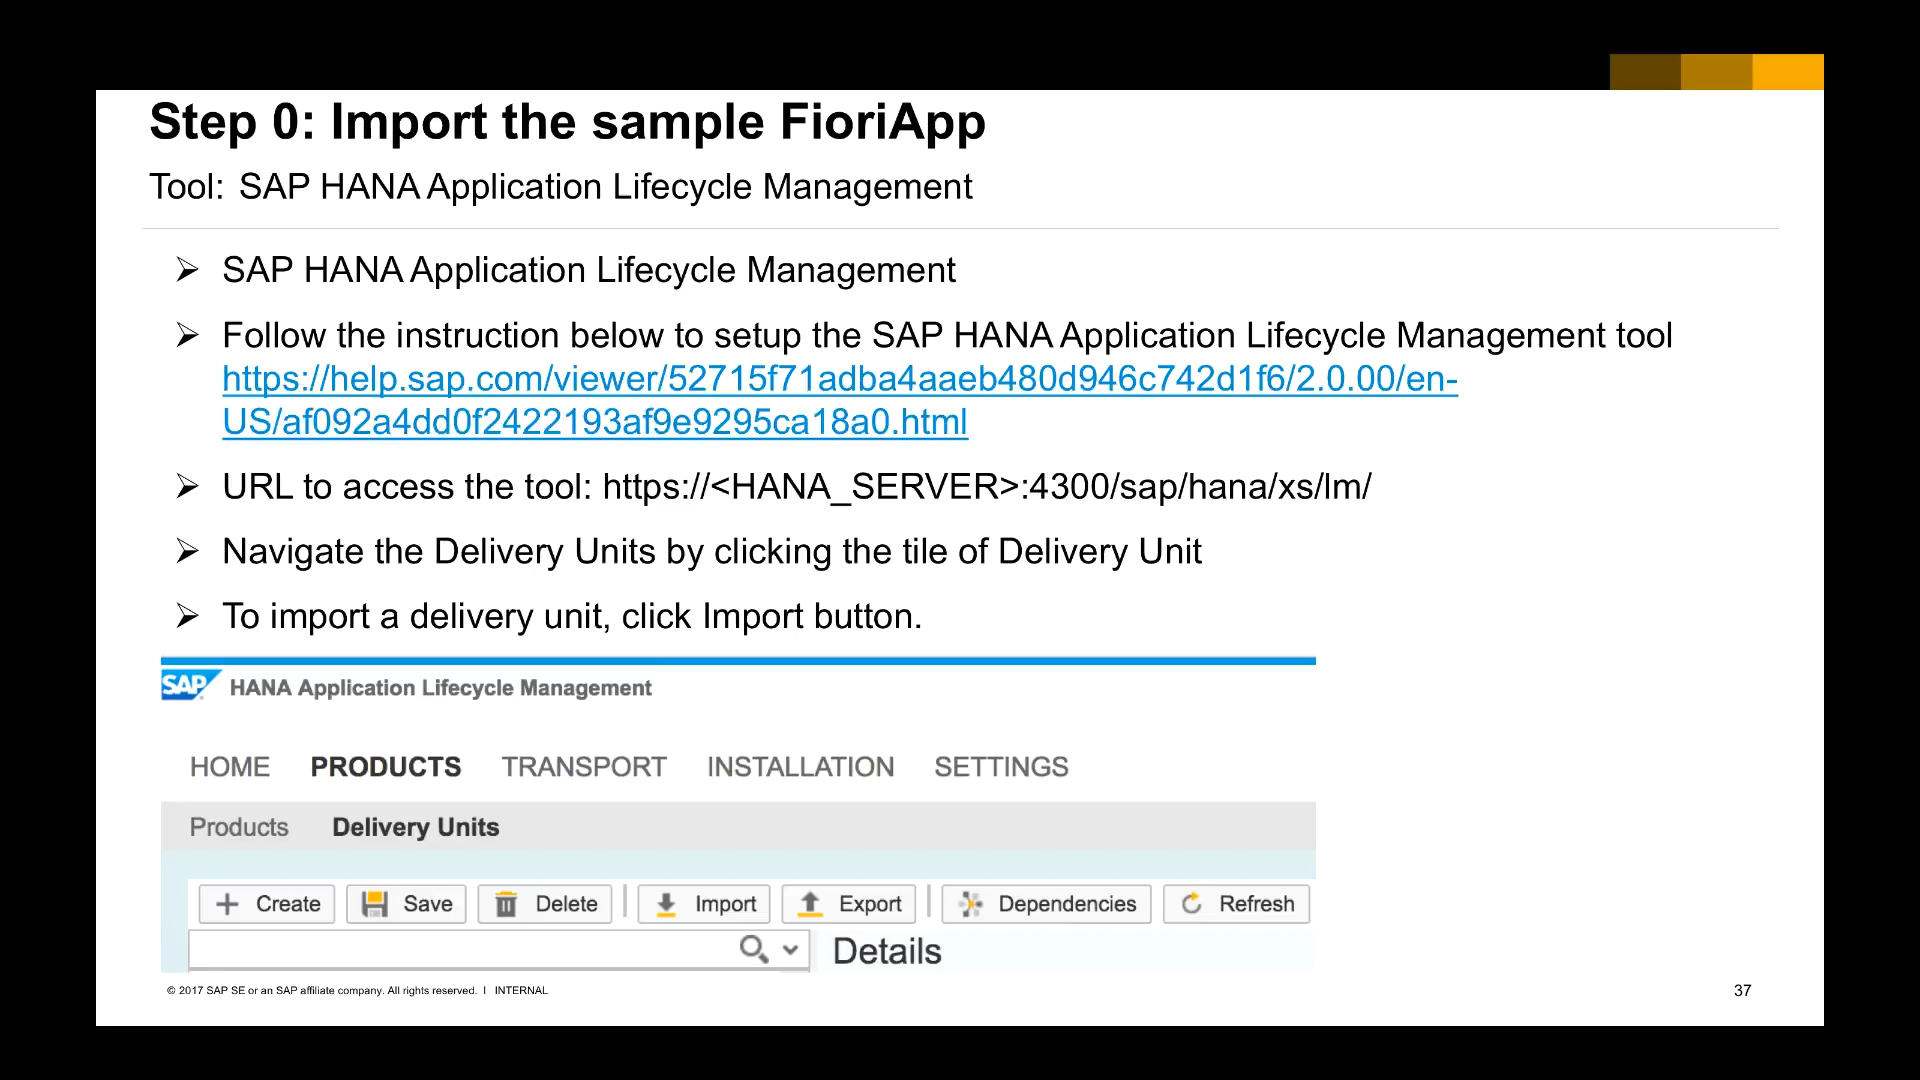 Step 0: Import the sample FioriApp
Tool: SAP HANA Application Lifecycle Management
➢ SAP HANA Application Lifecycle Management
➢ Follow the instruction below to setup the SAP HANA Application Lifecycle Management tool
https://help.sap.com/viewer/52715f71adba4aaeb480d946c742d1f6/2.0.00/en-
US/af092a4dd0f2422193af9e9295ca18a0.html
➢ URL to access the tool: https://<HANA_SERVER>:4300/sap/hana/xs/lm/
➢ Navigate the Delivery Units by clicking the tile of Delivery Unit
➢ To import a delivery unit, click Import button.
SAP HANA Application Lifecycle Management
HOME PRODUCTS TRANSPORT INSTALLATION SETTINGS
Products Delivery Units
Create Save Delete Import Export Dependencies Refresh
Details
© 2017 SAP SE or an SAP affiliate company. All rights reserved. I INTERNAL 37